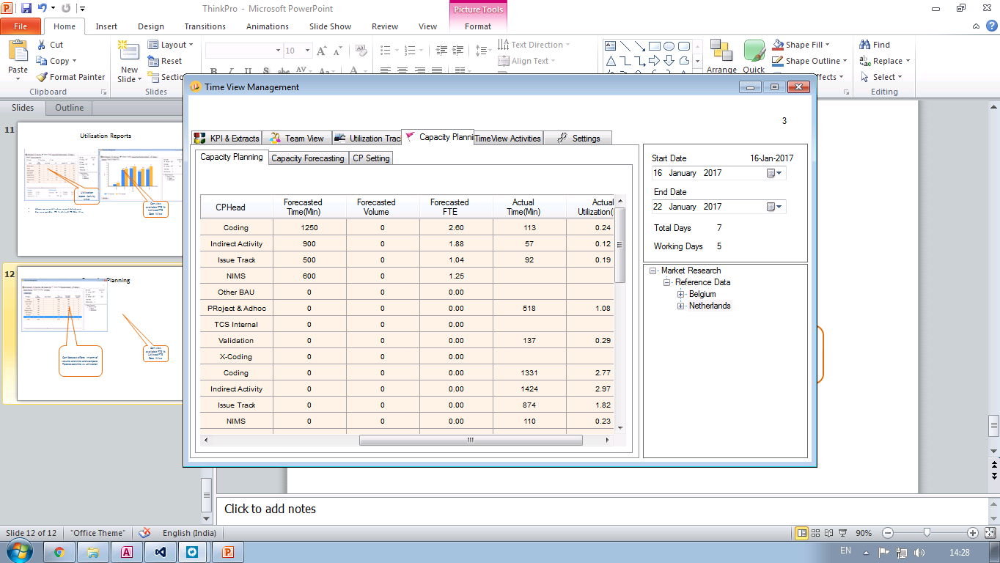 ThinkPro - Microsoft PowerPoint
Picture Tools
File Home Insert Design Transitions Animations Slide Show Review View Format
Paste
Cut
Copy
Format Painter
Clipboard
New Slide
Layout
Reset
Slides
10
Text Direction
Align Text
Arrange
Quick
Shape Fill
Shape Outline
Find
Replace
Select
Editing
Slides Outline
11
Utilization Reports
12
Time View Management
3
KPI & Extracts Team View Utilization Trac Capacity Planni TimeView Activities Settings
Capacity Planning Capacity Forecasting CP Setting
CPHead Forecasted Time(Min) Forecasted Volume Forecasted FTE Actual Time(Min) Actual Utilization(
Coding 1250 0 2.60 113 0.24
Indirect Activity 900 0 1.88 57 0.12
Issue Track 500 0 1.04 92 0.19
NIMS 600 0 1.25
Other BAU 0 0 0.00
PRoject & Adhoc 0 0 0.00 518 1.08
TCS Internal 0 0 0.00
Validation 0 0 0.00 137 0.29
X-Coding 0 0 0.00
Coding 0 0 0.00 1331 2.77
Indirect Activity 0 0 0.00 1424 2.97
Issue Track 0 0 0.00 874 1.82
NIMS 0 0 0.00 110 0.23
Start Date 16-Jan-2017
16 January 2017
End Date
22 January 2017
Total Days 7
Working Days 5
Market Research
Reference Data
Belgium
Netherlands
Click to add notes
Slide 12 of 12 "Office Theme" English (India) 90%
EN 14:28